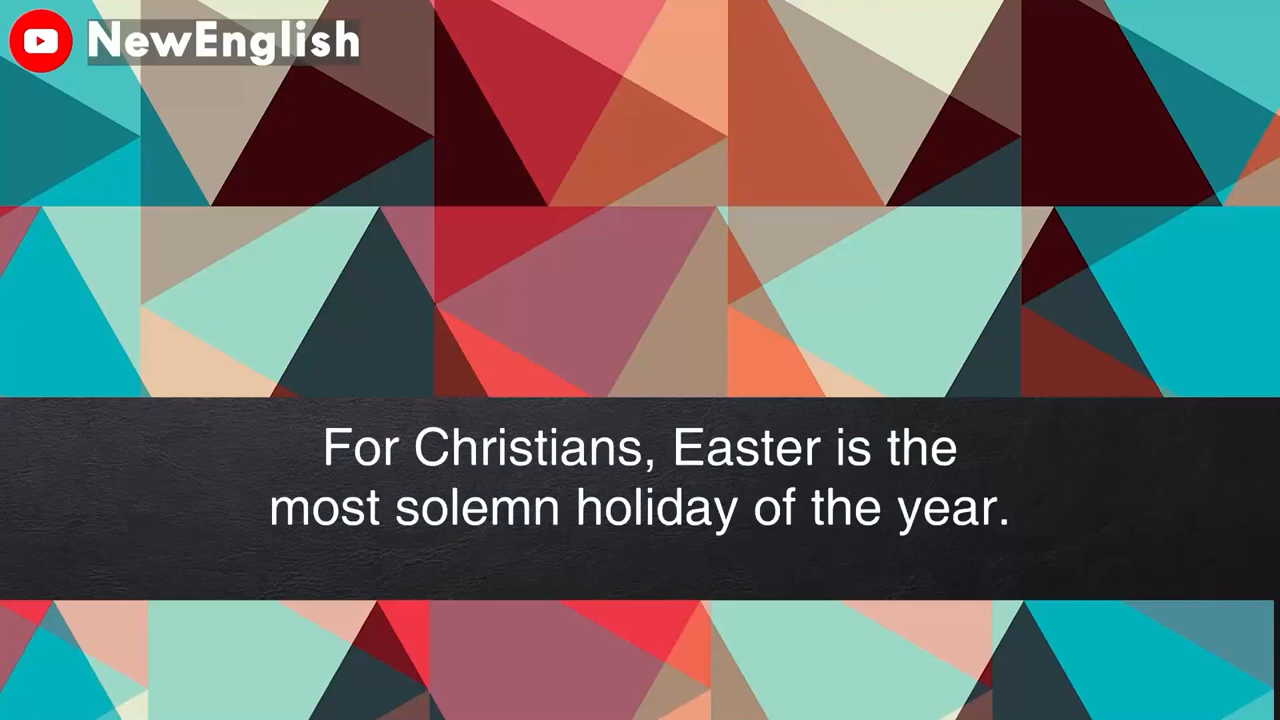 NewEnglish
For Christians, Easter is the
most solemn holiday of the year.